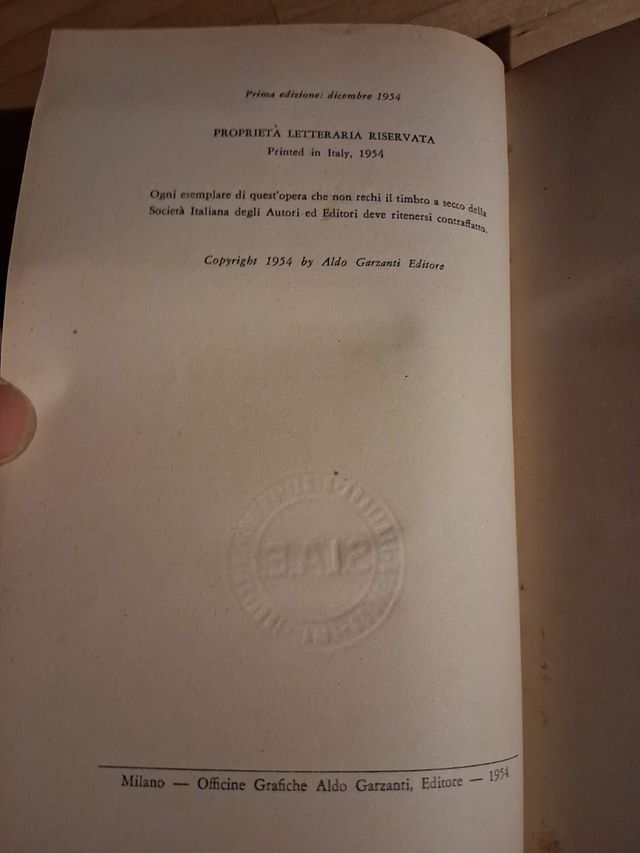 Prima edizione: dicembre 1954
PROPRIETÀ LETTERARIA RISERVATA
Printed in Italy, 1954
Ogni esemplare di quest'opera che non rechi il timbro a secco della
Società Italiana degli Autori ed Editori deve ritenersi contraffatto.
Copyright 1954 by Aldo Garzanti Editore
S.I.A.E.
Milano — Officine Grafiche Aldo Garzanti, Editore — 1954